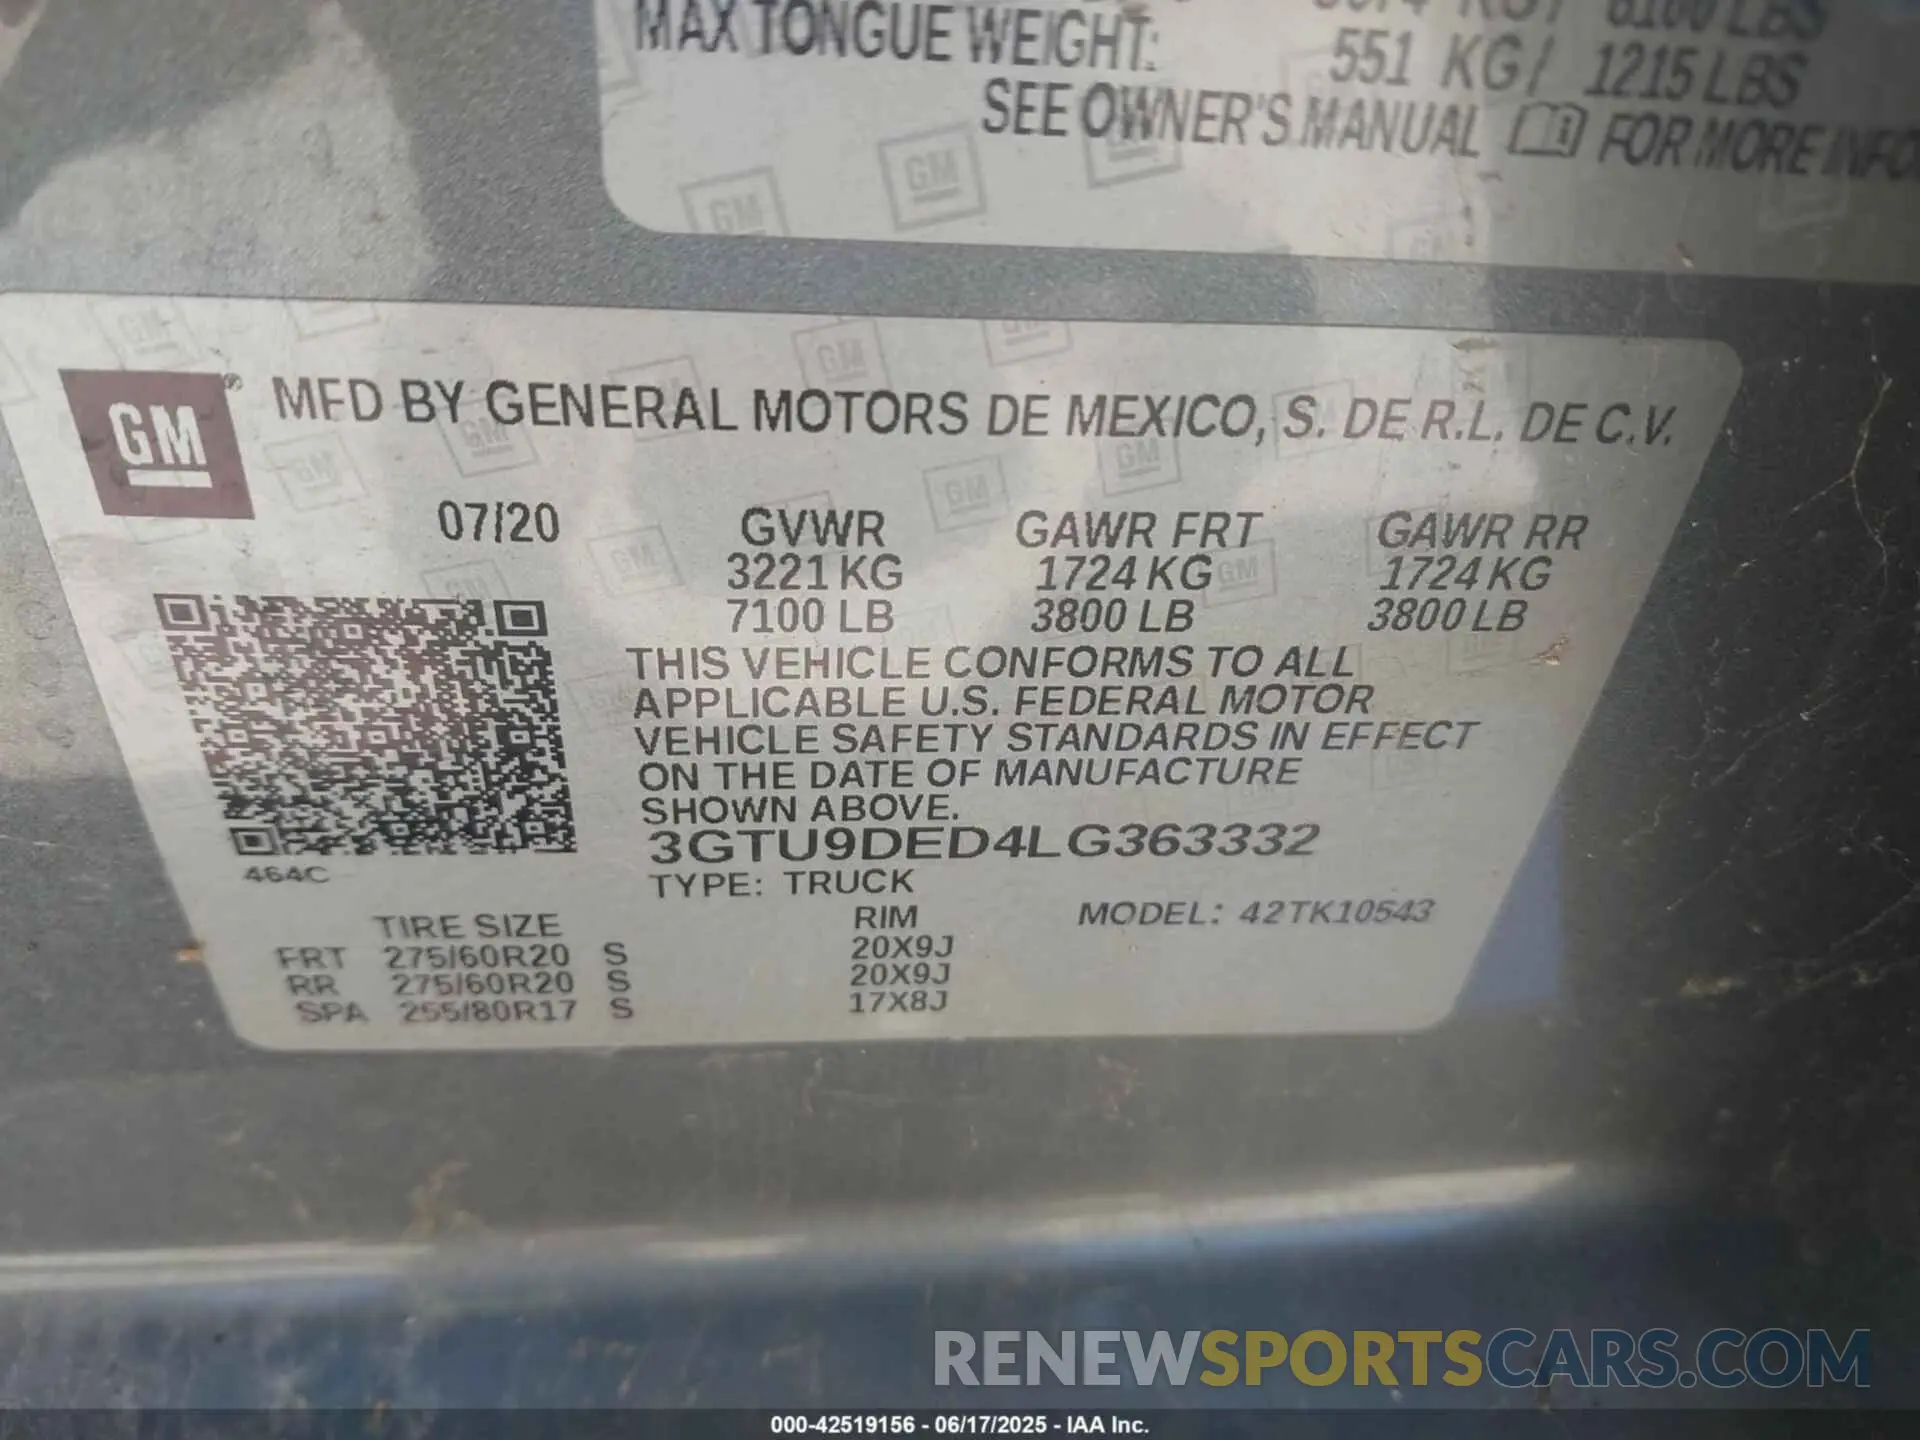 6100 LBS
MAX TONGUE WEIGHT: 551 KG/ 1215 LBS
SEE OWNER'S MANUAL FOR MORE
GM ® MFD BY GENERAL MOTORS DE MEXICO, S. DE R.L. DE C.V.
07/20 GVWR GAWR FRT GAWR RR
3221 KG 1724 KG 1724 KG
7100 LB 3800 LB 3800 LB
THIS VEHICLE CONFORMS TO ALL
APPLICABLE U.S. FEDERAL MOTOR
VEHICLE SAFETY STANDARDS IN EFFECT
ON THE DATE OF MANUFACTURE
SHOWN ABOVE.
3GTU9DED4LG363332
464C
TYPE: TRUCK
TIRE SIZE RIM MODEL: 42TK10543
FRT 275/60R20 S 20X9J
RR 275/60R20 S 20X9J
SPA 255/80R17 S 17X8J
RENEWSPORTSCARS.COM
000-42519156 - 06/17/2025 - IAA Inc.